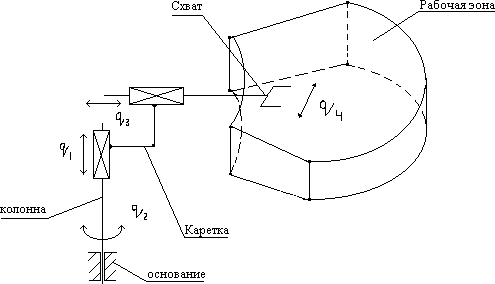 Схват
Рабочая зона
q3
q4
q1
q2
колонна
Каретка
основание